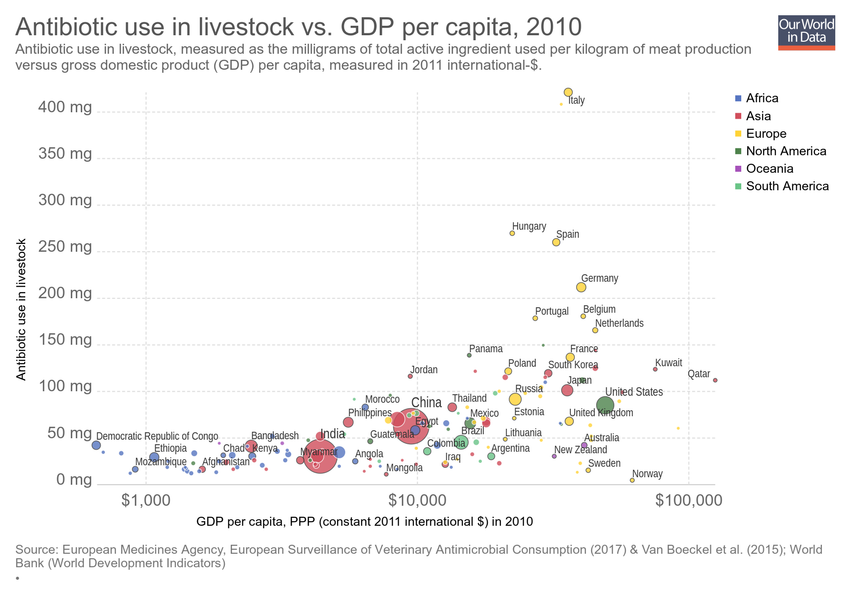 Antibiotic use in livestock vs. GDP per capita, 2010
Our World
in Data
Antibiotic use in livestock, measured as the milligrams of total active ingredient used per kilogram of meat production
versus gross domestic product (GDP) per capita, measured in 2011 international-$.
400 mg
350 mg
300 mg
250 mg
200 mg
150 mg
100 mg
50 mg
0 mg
Antibiotic use in livestock
Africa
Asia
Europe
North America
Oceania
South America
Italy
Hungary
Spain
Germany
Portugal
Belgium
Netherlands
Panama
France
Jordan
Poland
South Korea
Kuwait
Japan
Qatar
Morocco
China
Thailand
Russia
United States
Philippines
Egypt
Mexico
Estonia
United Kingdom
Democratic Republic of Congo
Bangladesh
India
Guatemala
Colombia
Brazil
Lithuania
Australia
Ethiopia
Chad
Kenya
Myanmar
Angola
Iraq
Argentina
New Zealand
Mozambique
Afghanistan
Mongolia
Sweden
Norway
$1,000
$10,000
$100,000
GDP per capita, PPP (constant 2011 international $) in 2010
Source: European Medicines Agency, European Surveillance of Veterinary Antimicrobial Consumption (2017) & Van Boeckel et al. (2015); World
Bank (World Development Indicators)
•